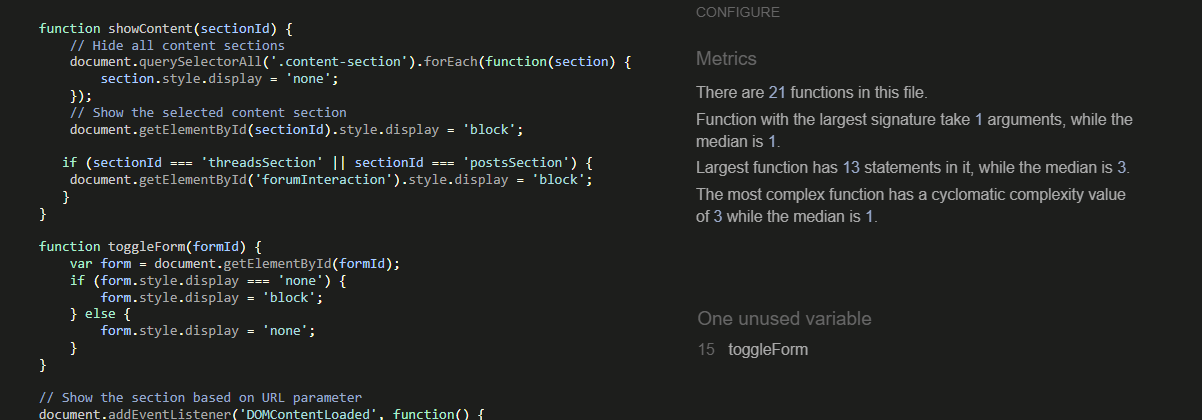 function showContent(sectionId) {
// Hide all content sections
document.querySelectorAll('.content-section').forEach(function(section) {
section.style.display = 'none';
});
// Show the selected content section
document.getElementById(sectionId).style.display = 'block';
if (sectionId === 'threadsSection' || sectionId === 'postsSection') {
document.getElementById('forumInteraction').style.display = 'block';
}
}
function toggleForm(formId) {
var form = document.getElementById(formId);
if (form.style.display === 'none') {
form.style.display = 'block';
} else {
form.style.display = 'none';
}
}
// Show the section based on URL parameter
document.addEventListener('DOMContentLoaded', function() {
CONFIGURE
Metrics
There are 21 functions in this file.
Function with the largest signature take 1 arguments, while the
median is 1.
Largest function has 13 statements in it, while the median is 3.
The most complex function has a cyclomatic complexity value
of 3 while the median is 1.
One unused variable
15 toggleForm